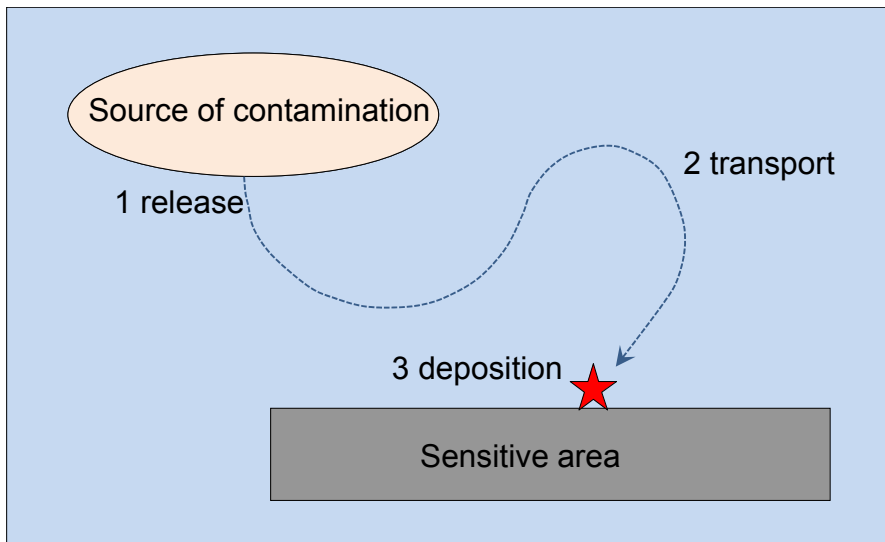 Source of contamination
1 release
2 transport
3 deposition
Sensitive area